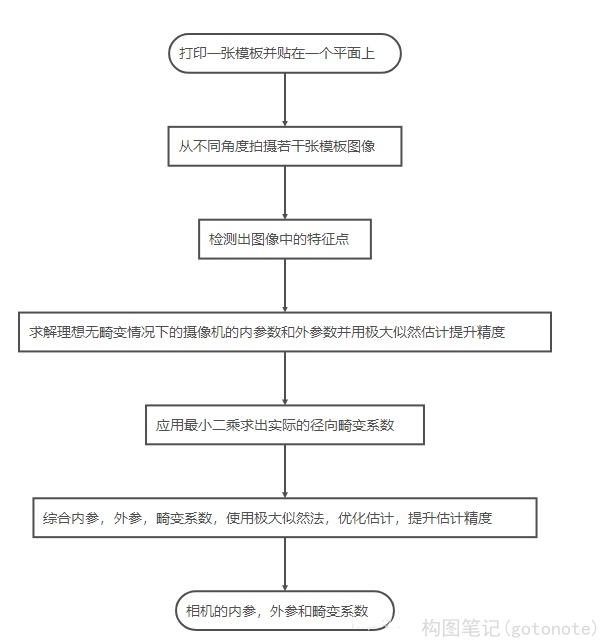 打印一张模板并贴在一个平面上
从不同角度拍摄若干张模板图像
检测出图像中的特征点
求解理想无畸变情况下的摄像机的内参数和外参数并用极大似然估计提升精度
应用最小二乘求出实际的径向畸变系数
综合内参，外参，畸变系数，使用极大似然法，优化估计，提升估计精度
相机的内参，外参和畸变系数
构图笔记(gotonote)